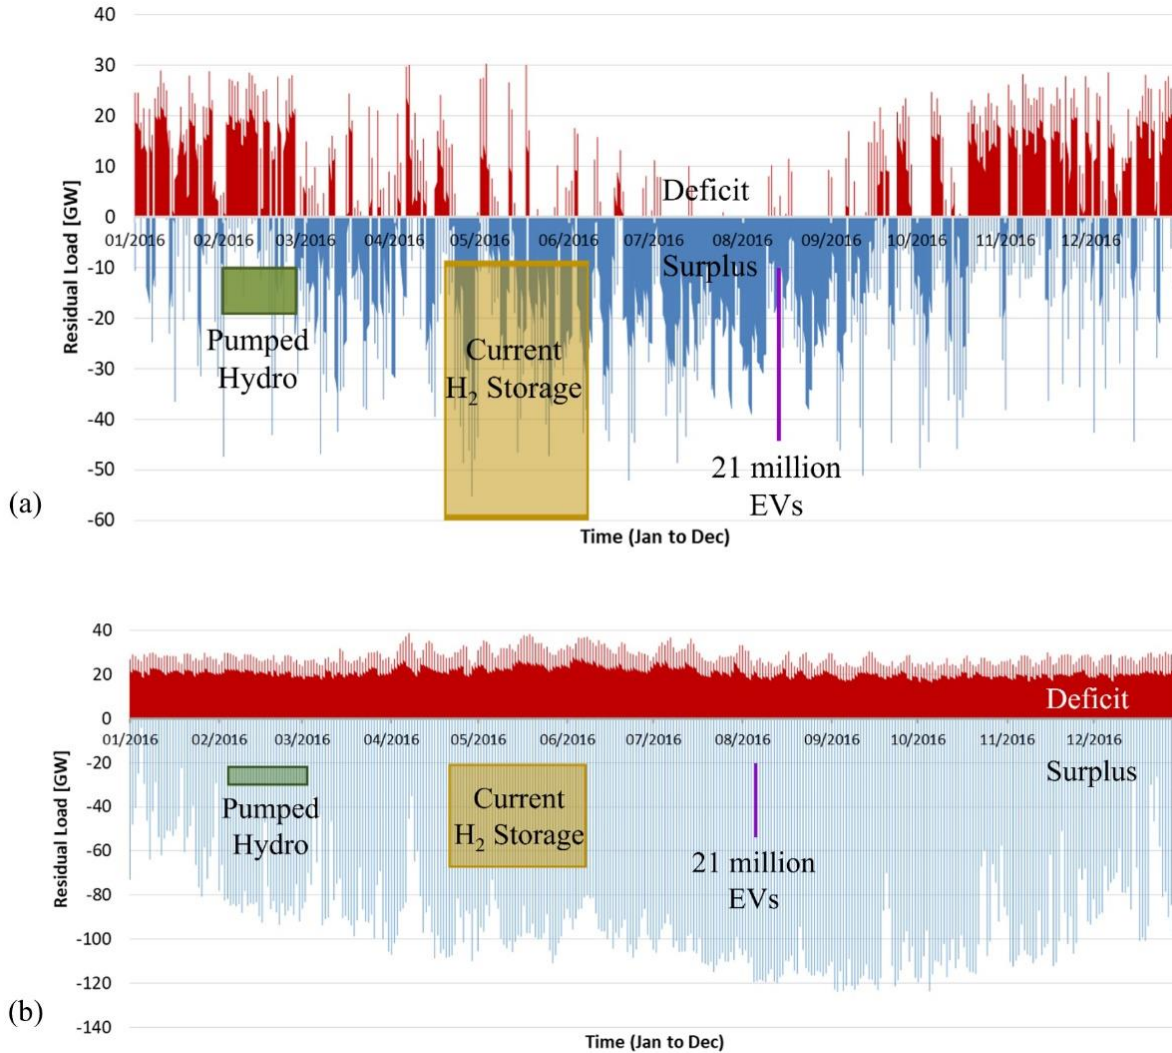 40
30
20
10
0
-10
-20
-30
-40
-50
-60
Residual Load [GW]
Deficit
01/2016 02/2016 03/2016 04/2016 05/2016 06/2016 07/2016 08/2016 09/2016 10/2016 11/2016 12/2016
Surplus
Pumped
Hydro
Current
H₂ Storage
21 million
EVs
(a)
Time (Jan to Dec)
40
20
0
-20
-40
-60
-80
-100
-120
-140
Residual Load [GW]
Deficit
01/2016 02/2016 03/2016 04/2016 05/2016 06/2016 07/2016 08/2016 09/2016 10/2016 11/2016 12/2016
Surplus
Pumped
Hydro
Current
H₂ Storage
21 million
EVs
(b)
Time (Jan to Dec)